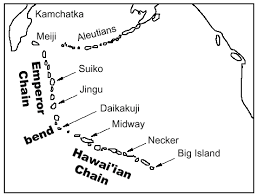 Kamchatka
Meiji
Aleutians
Suiko
Emperor
Chain
Jingu
Daikakuji
bend
Midway
Necker
Hawai'ian
Chain
Big Island